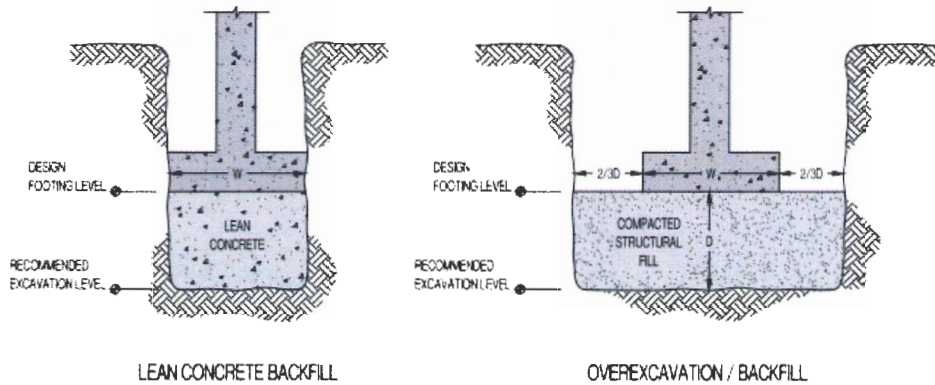 DESIGN
FOOTING LEVEL
W
LEAN
CONCRETE
RECOMMENDED
EXCAVATION LEVEL
LEAN CONCRETE BACKFILL
DESIGN
FOOTING LEVEL
2/3D
W
2/3D
COMPACTED
STRUCTURAL
FILL
D
RECOMMENDED
EXCAVATION LEVEL
OVEREXCAVATION / BACKFILL